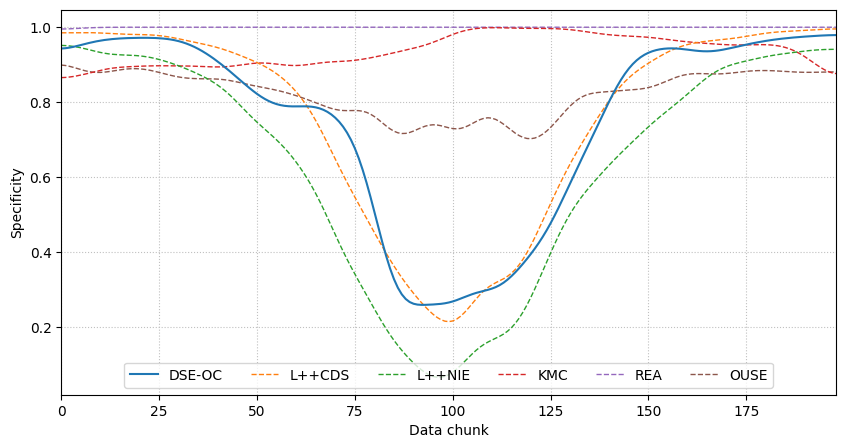 1.0
0.8
0.6
0.4
0.2
Specificity
DSE-OC L++CDS L++NIE KMC REA OUSE
0 25 50 75 100 125 150 175
Data chunk